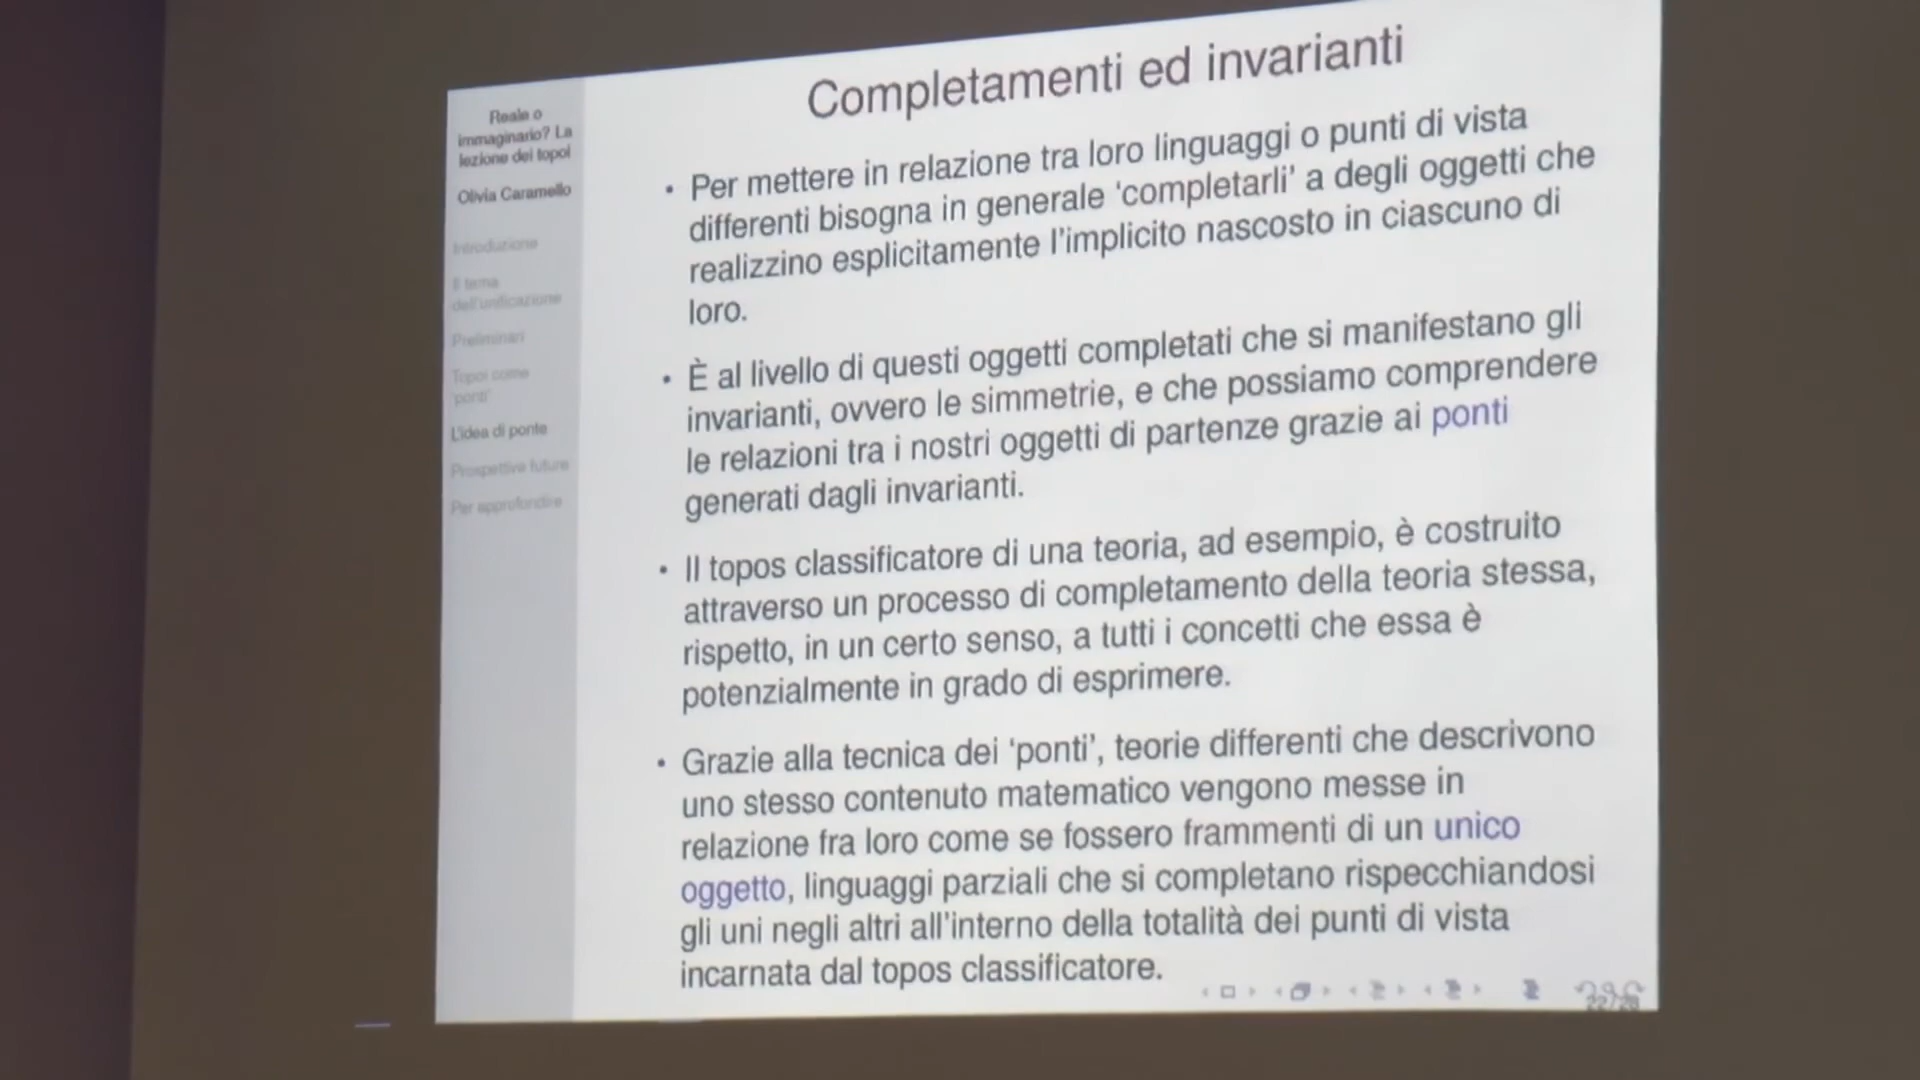 Completamenti ed invarianti
Reale o
immaginario? La
lezione dei topoi
Olivia Caramello
Introduzione
Il tema
dell'unificazione
Preliminari
Topoi come
'ponti'
L'idea di ponte
Prospettive future
Per approfondire
• Per mettere in relazione tra loro linguaggi o punti di vista
differenti bisogna in generale 'completarli' a degli oggetti che
realizzino esplicitamente l'implicito nascosto in ciascuno di
loro.
• È al livello di questi oggetti completati che si manifestano gli
invarianti, ovvero le simmetrie, e che possiamo comprendere
le relazioni tra i nostri oggetti di partenze grazie ai ponti
generati dagli invarianti.
• Il topos classificatore di una teoria, ad esempio, è costruito
attraverso un processo di completamento della teoria stessa,
rispetto, in un certo senso, a tutti i concetti che essa è
potenzialmente in grado di esprimere.
• Grazie alla tecnica dei 'ponti', teorie differenti che descrivono
uno stesso contenuto matematico vengono messe in
relazione fra loro come se fossero frammenti di un unico
oggetto, linguaggi parziali che si completano rispecchiandosi
gli uni negli altri all'interno della totalità dei punti di vista
incarnata dal topos classificatore.